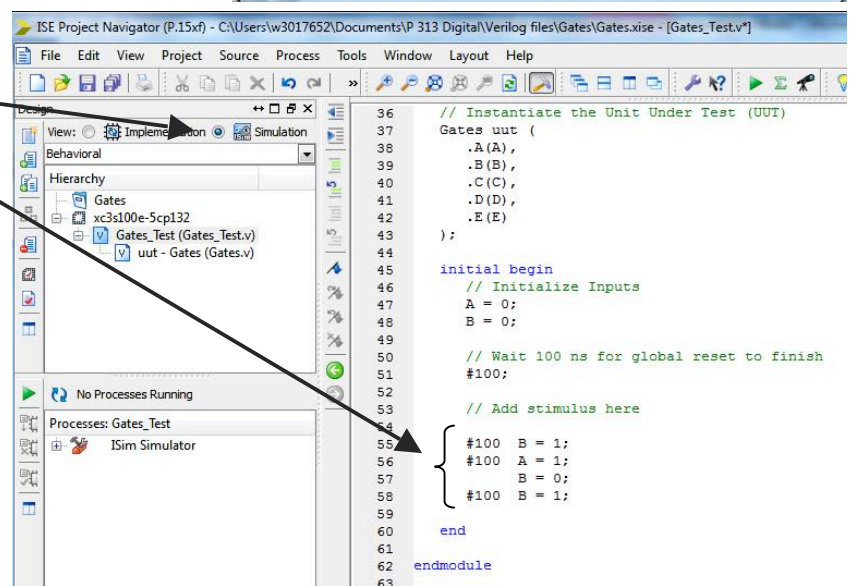 ISE Project Navigator (P.15xf) - C:\Users\w3017652\Documents\P 313 Digital\Verilog files\Gates\Gates.xise - [Gates_Test.v*]
File Edit View Project Source Process Tools Window Layout Help
View: Implementation Simulation
Behavioral
Hierarchy
Gates
xc3s100e-5cp132
Gates_Test (Gates_Test.v)
uut - Gates (Gates.v)
No Processes Running
Processes: Gates_Test
ISim Simulator
36 // Instantiate the Unit Under Test (UUT)
37 Gates uut (
38 .A(A),
39 .B(B),
40 .C(C),
41 .D(D),
42 .E(E)
43 );
44
45 initial begin
46 // Initialize Inputs
47 A = 0;
48 B = 0;
49
50 // Wait 100 ns for global reset to finish
51 #100;
52
53 // Add stimulus here
54
55 #100 B = 1;
56 #100 A = 1;
57 B = 0;
58 #100 B = 1;
59
60 end
61
62 endmodule
63